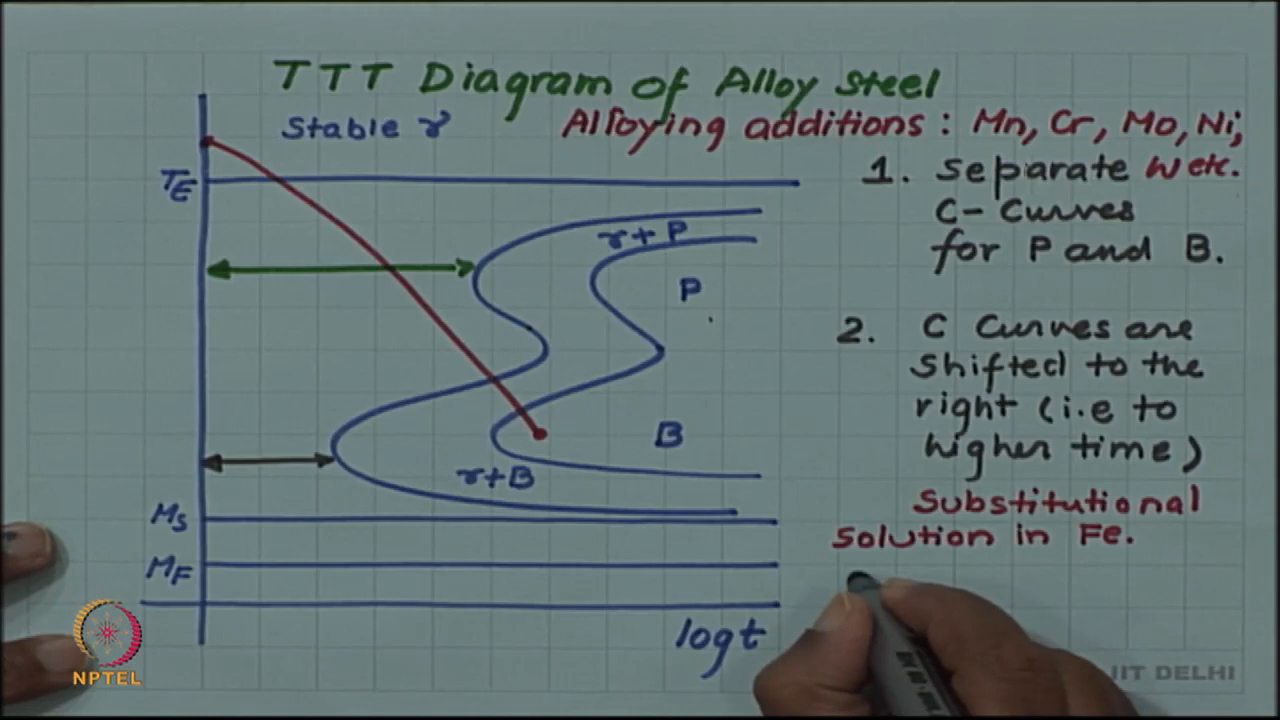 TTT Diagram of Alloy Steel
Stable γ
Alloying additions : Mn, Cr, Mo, Ni,
W etc.
T_E
1. Separate
C- Curves
for P and B.
γ+P
P
2. C Curves are
Shifted to the
right (i.e to
higher time)
B
γ+B
Substitutional
Solution in Fe.
M_S
M_F
log t
NPTEL
IIT DELHI